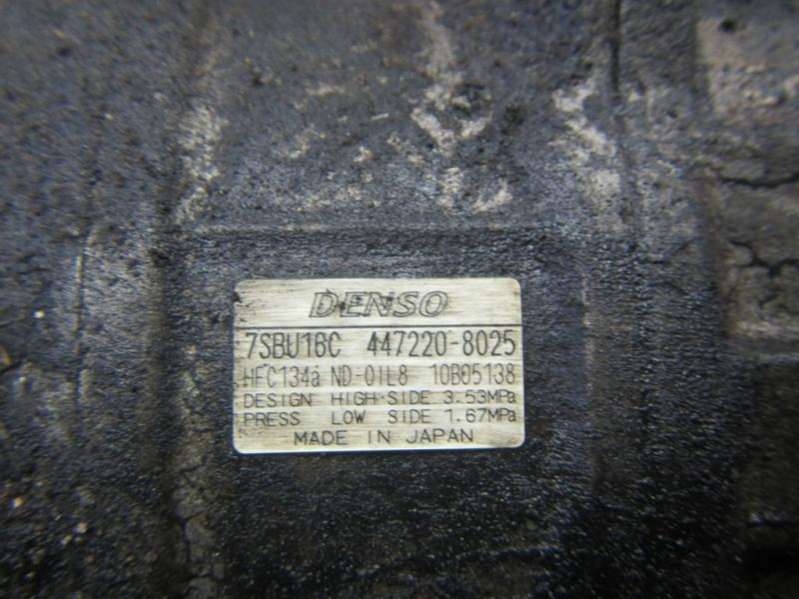 DENSO
7SBU16C 447220-8025
HFC134a ND-OIL8 10B05138
DESIGN HIGH SIDE 3.53MPa
PRESS LOW SIDE 1.67MPa
MADE IN JAPAN